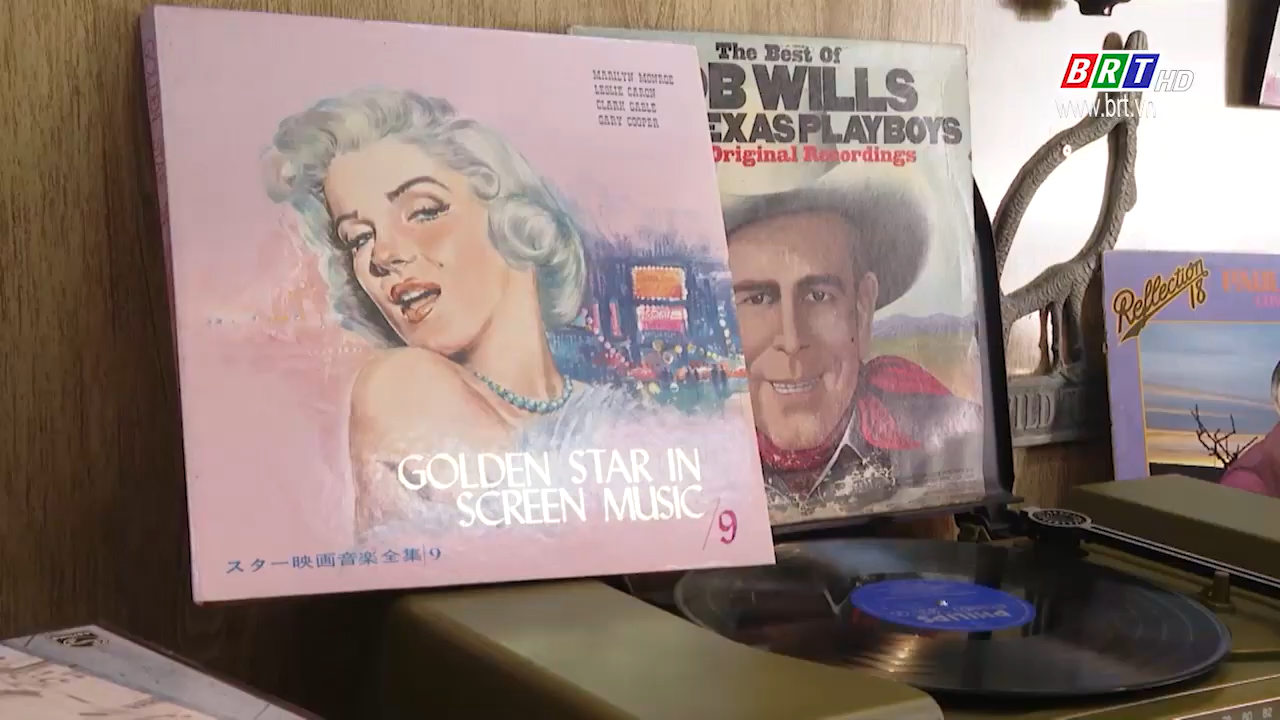 MARILYN MONROE
LESLIE CARON
CLARK GABLE
GARY COOPER
GOLDEN STAR IN
SCREEN MUSIC
/9
スター映画音楽全集/9
The Best Of
OB WILLS
EXAS PLAYBOYS
Original Recordings
BRT HD
www.brt.vn
Reflection
18
PHILIPS